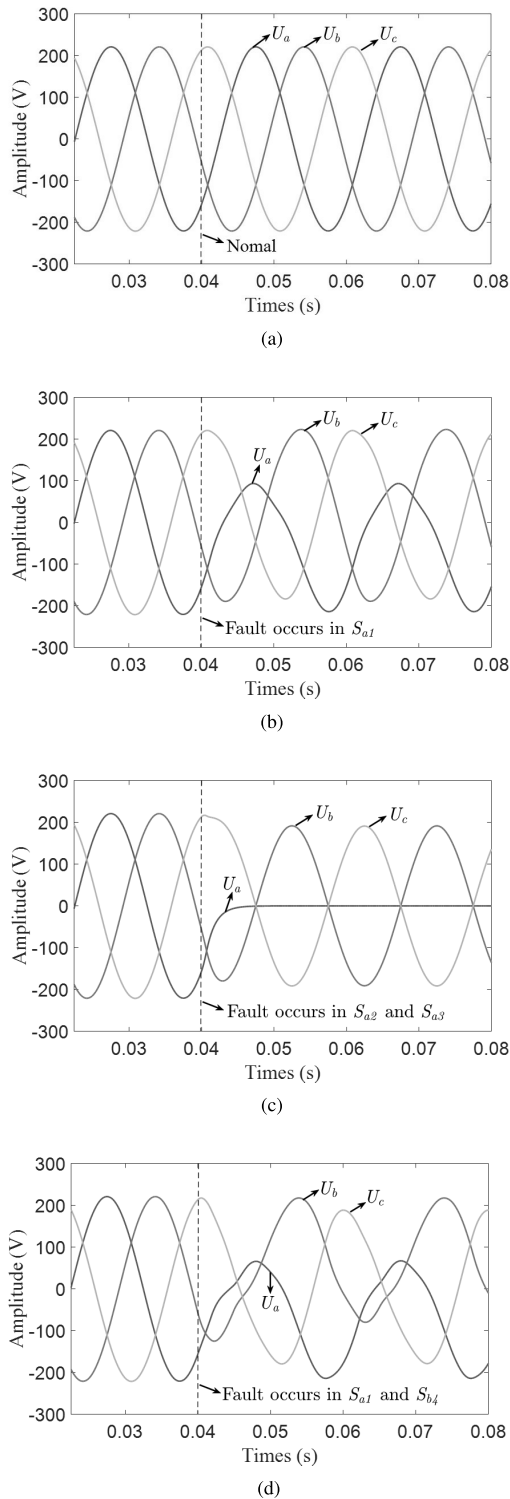 300
200
100
0
-100
-200
-300
Amplitude (V)
U_a
U_b
U_c
Nomal
0.03 0.04 0.05 0.06 0.07 0.08
Times (s)
(a)
300
200
100
0
-100
-200
-300
Amplitude (V)
U_a
U_b
U_c
Fault occurs in S_a1
0.03 0.04 0.05 0.06 0.07 0.08
Times (s)
(b)
300
200
100
0
-100
-200
-300
Amplitude (V)
U_a
U_b
U_c
Fault occurs in S_a2 and S_a3
0.03 0.04 0.05 0.06 0.07 0.08
Times (s)
(c)
300
200
100
0
-100
-200
-300
Amplitude (V)
U_b
U_c
U_a
Fault occurs in S_a1 and S_b4
0.03 0.04 0.05 0.06 0.07 0.08
Times (s)
(d)